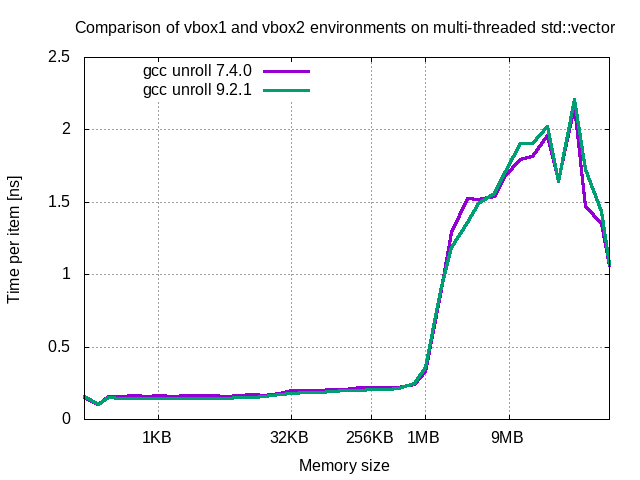 Comparison of vbox1 and vbox2 environments on multi-threaded std::vector
2.5
gcc unroll 7.4.0
gcc unroll 9.2.1
2
1.5
Time per item [ns]
1
0.5
0
1KB 32KB 256KB 1MB 9MB
Memory size